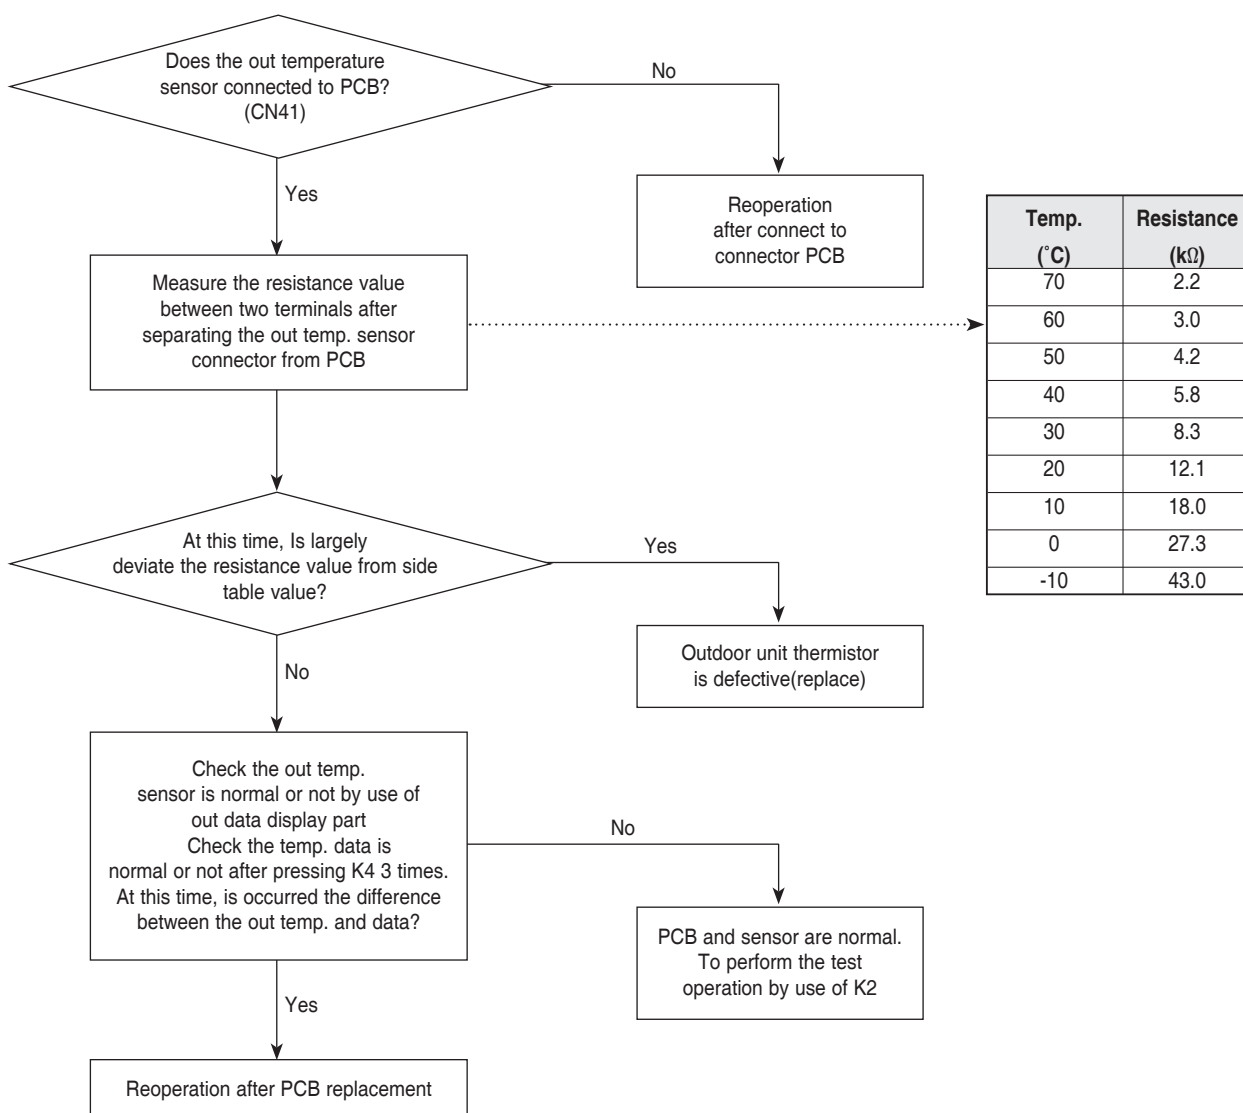 Does the out temperature
sensor connected to PCB?
(CN41)
No
Yes
Reoperation
after connect to
connector PCB
Measure the resistance value
between two terminals after
separating the out temp. sensor
connector from PCB
Temp. Resistance
(˚C) (kΩ)
70 2.2
60 3.0
50 4.2
40 5.8
30 8.3
20 12.1
10 18.0
0 27.3
-10 43.0
At this time, Is largely
deviate the resistance value from side
table value?
Yes
No
Outdoor unit thermistor
is defective(replace)
Check the out temp.
sensor is normal or not by use of
out data display part
Check the temp. data is
normal or not after pressing K4 3 times.
At this time, is occurred the difference
between the out temp. and data?
No
Yes
PCB and sensor are normal.
To perform the test
operation by use of K2
Reoperation after PCB replacement